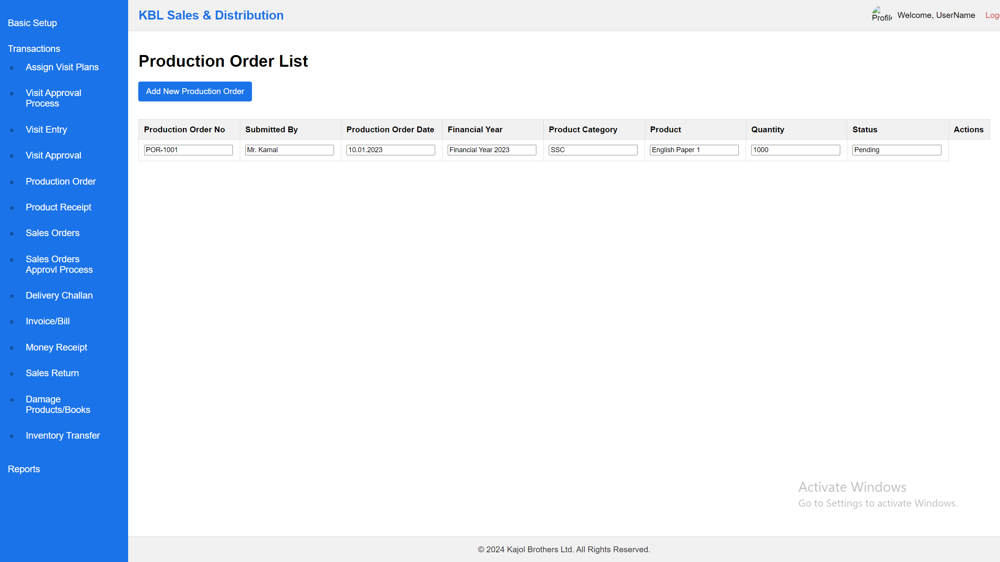 Basic Setup
Transactions
Assign Visit Plans
Visit Approval
Process
Visit Entry
Visit Approval
Production Order
Product Receipt
Sales Orders
Sales Orders
Approvl Process
Delivery Challan
Invoice/Bill
Money Receipt
Sales Return
Damage
Products/Books
Inventory Transfer
Reports
KBL Sales & Distribution
Welcome, UserName
Production Order List
Add New Production Order
Production Order No Submitted By Production Order Date Financial Year Product Category Product Quantity Status Actions
POR-1001 Mr. Kamal 10.01.2023 Financial Year 2023 SSC English Paper 1 1000 Pending
Activate Windows
Go to Settings to activate Windows.
© 2024 Kajol Brothers Ltd. All Rights Reserved.